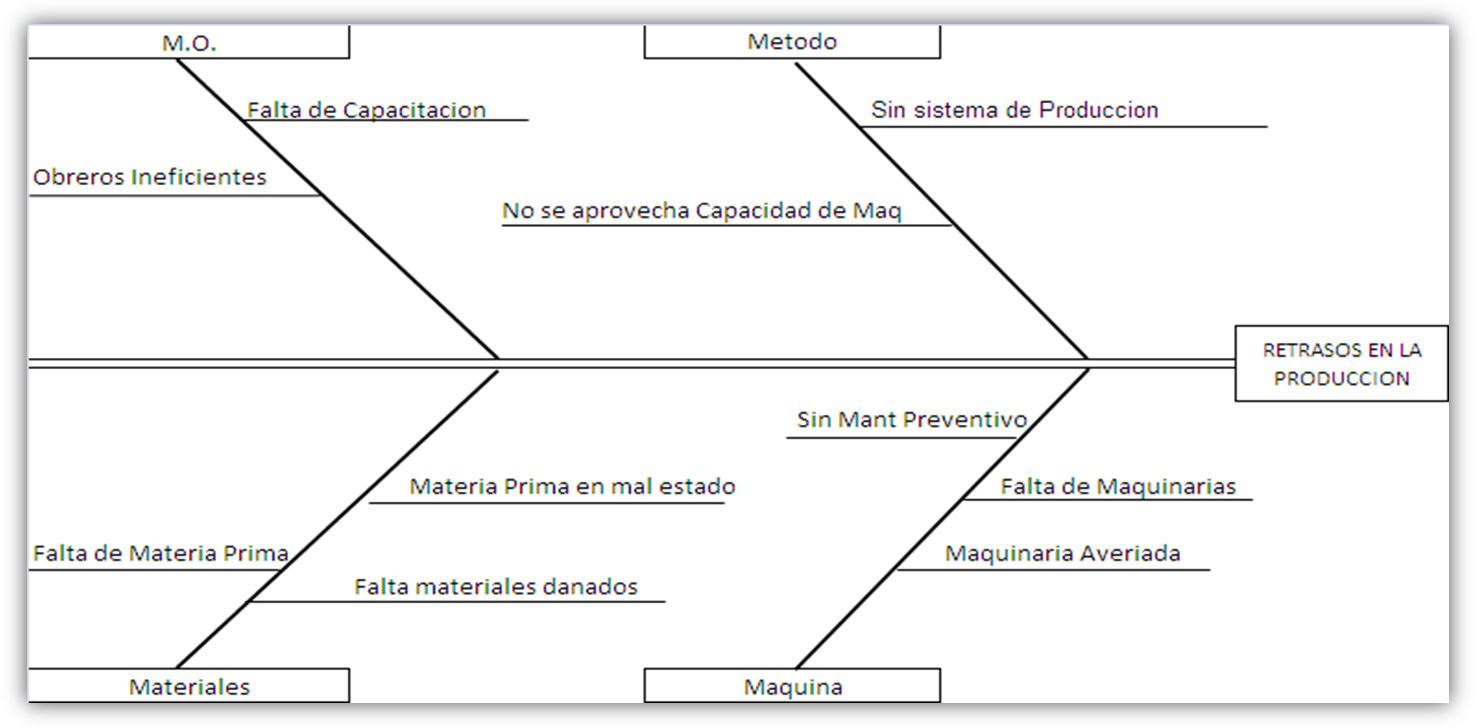 M.O.
Metodo
Falta de Capacitacion
Sin sistema de Produccion
Obreros Ineficientes
No se aprovecha Capacidad de Maq
RETRASOS EN LA
PRODUCCION
Sin Mant Preventivo
Materia Prima en mal estado
Falta de Maquinarias
Falta de Materia Prima
Maquinaria Averiada
Falta materiales danados
Materiales
Maquina